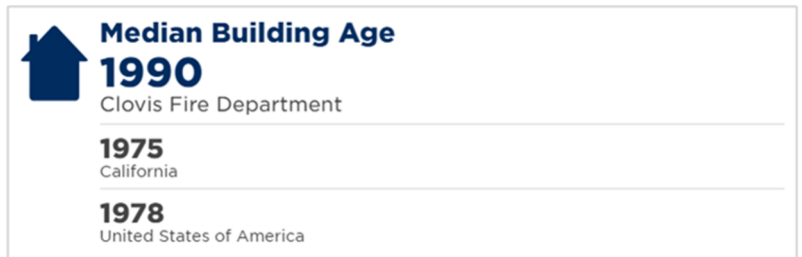 Median Building Age
1990
Clovis Fire Department
1975
California
1978
United States of America